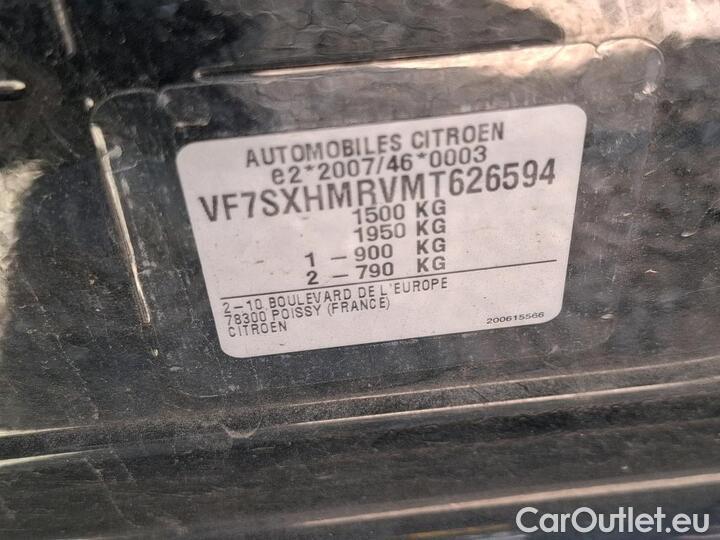 AUTOMOBILES CITROEN
e2*2007/46*0003
VF7SXHMRVMT626594
1500 KG
1950 KG
1 – 900 KG
2 – 790 KG
2–10 BOULEVARD DE L'EUROPE
78300 POISSY (FRANCE)
CITROEN
200615566
CarOutlet.eu